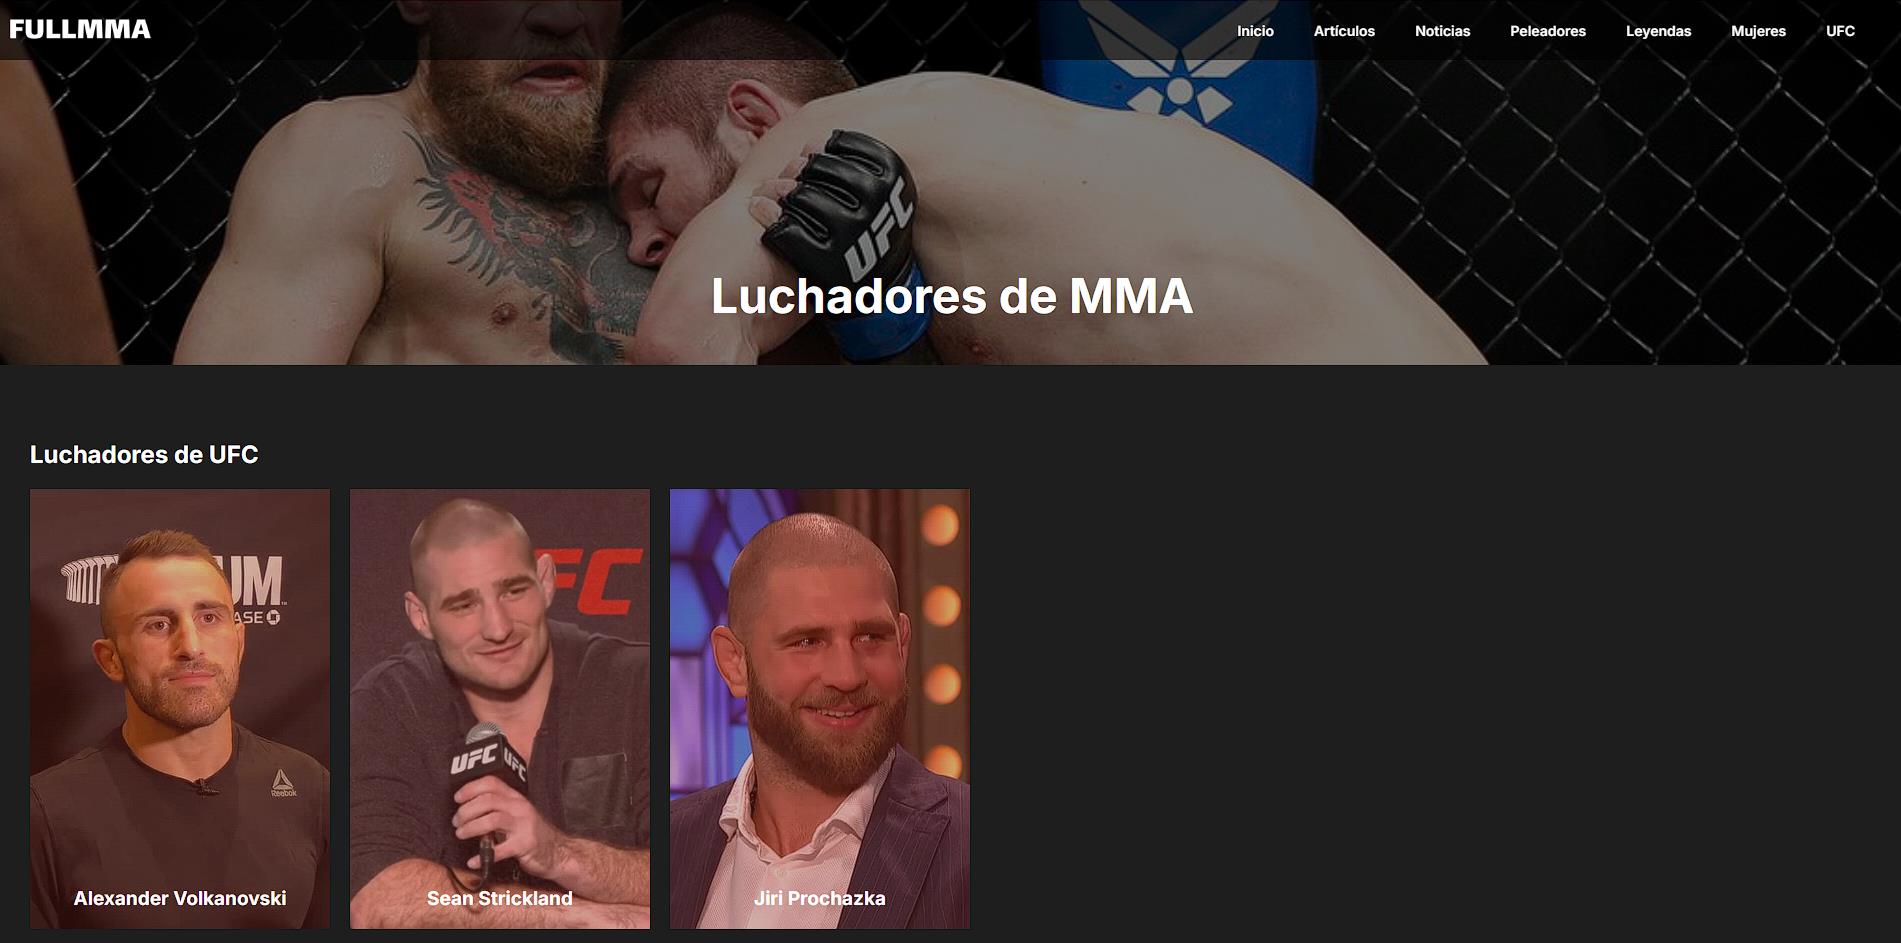 FULLMMA
Inicio Artículos Noticias Peleadores Leyendas Mujeres UFC
UFC
Luchadores de MMA
Luchadores de UFC
UM
ASE
FC
UFC UFC
Reebok
Alexander Volkanovski
Sean Strickland
Jiri Prochazka